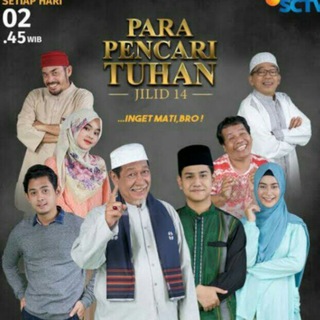 SETIAP HARI
02
.45 WIB
SCTV
PARA
PENCARI
TUHAN
JILID 14
...INGET MATI, BRO!